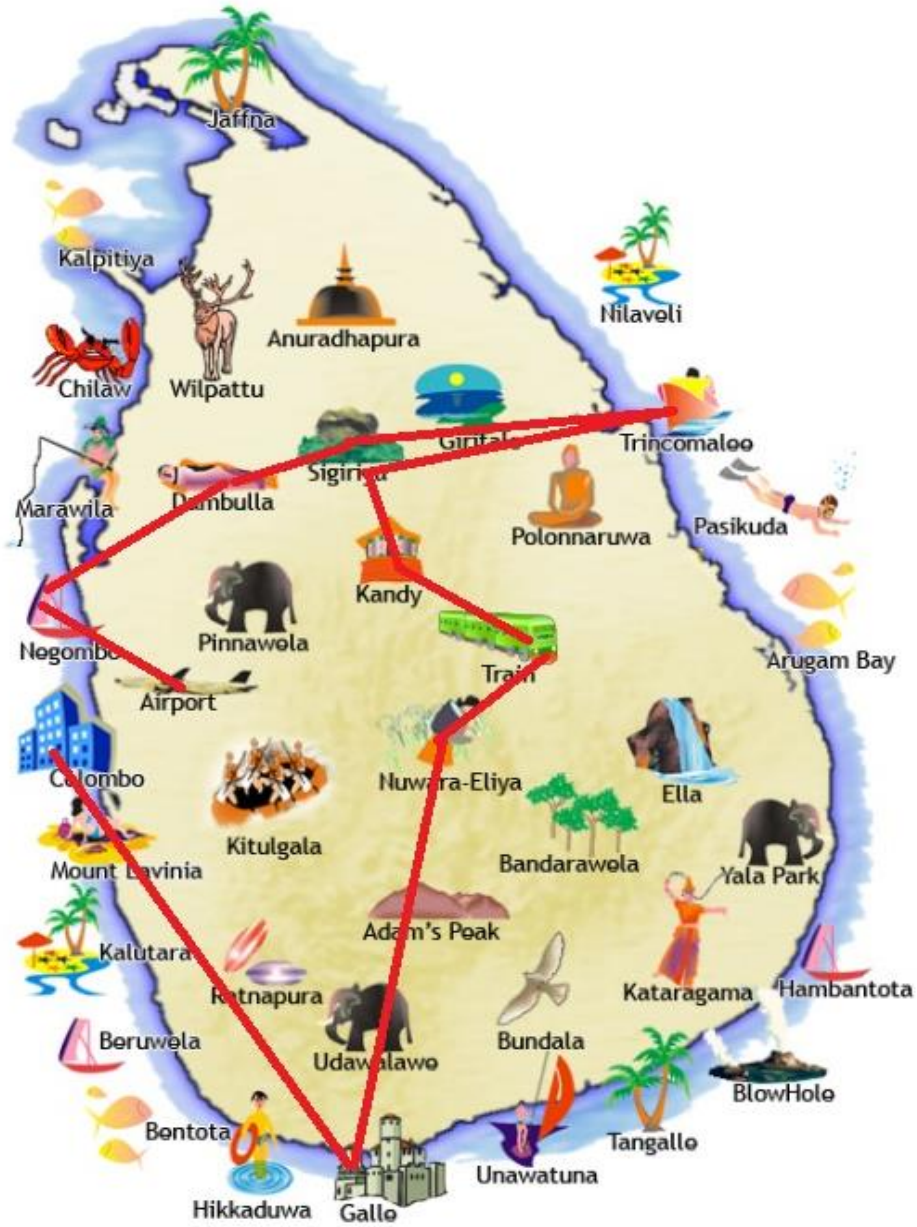 Jaffna
Kalpitiya
Nilaveli
Anuradhapura
Chilaw
Wilpattu
Giritale
Trincomalee
Sigiriya
Dambulla
Marawila
Pasikuda
Polonnaruwa
Kandy
Pinnawela
Negombo
Arugam Bay
Train
Airport
Colombo
Nuwara-Eliya
Ella
Kitulgala
Bandarawela
Mount Lavinia
Yala Park
Adam's Peak
Kalutara
Ratnapura
Kataragama
Hambantota
Beruwela
Bundala
Udawalawe
BlowHole
Bentota
Tangalle
Unawatuna
Hikkaduwa
Galle